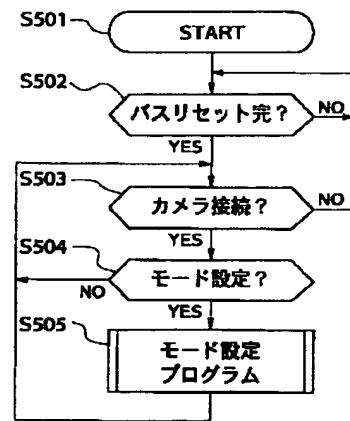 S501
START
S502
バスリセット完？
NO
YES
S503
カメラ接続？
NO
YES
S504
モード設定？
NO
YES
S505
モード設定
プログラム